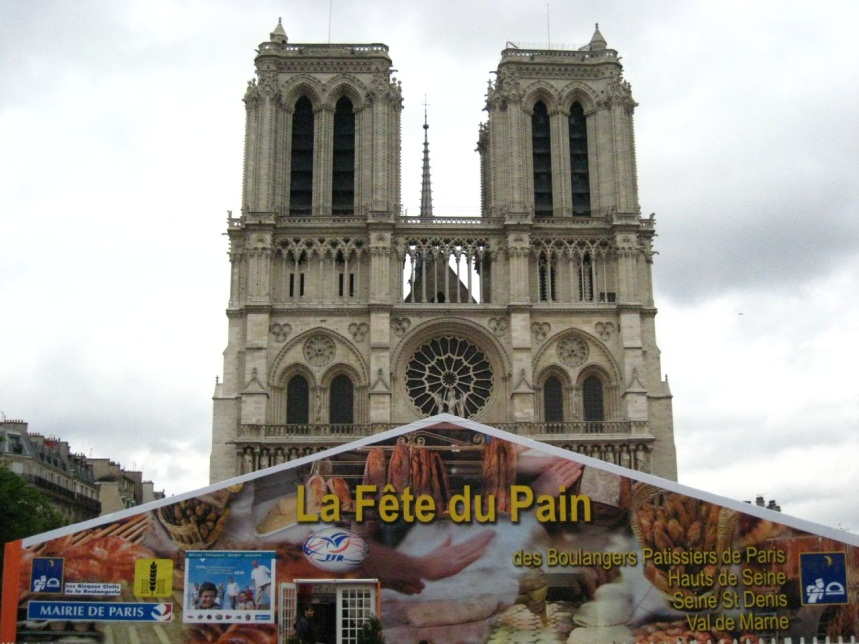 La Fête du Pain
des Boulangers Patissiers de Paris
Hauts de Seine
Seine St Denis
Val de Marne
FFR
MAIRIE DE PARIS